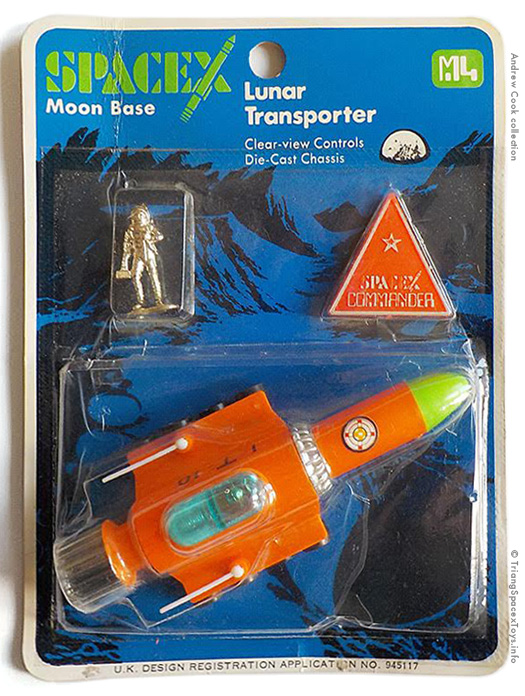 SPACEX
Moon Base
Lunar
Transporter
Clear-view Controls
Die-Cast Chassis
M4
SPACEX
COMMANDER
U.K. DESIGN REGISTRATION APPLICATION NO. 945117
Andrew Cook collection
© TriangSpacexToys.info